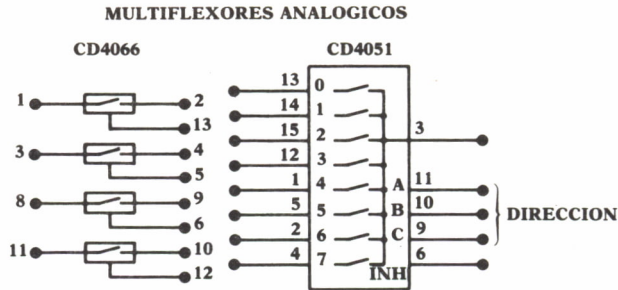 MULTIFLEXORES ANALOGICOS
CD4066
1 2
13
3 4
5
8 9
6
11 10
12
CD4051
13 0
14 1
15 2 3
12 3
1 4 A 11
5 5 B 10
2 6 C 9
4 7 INH 6
DIRECCION